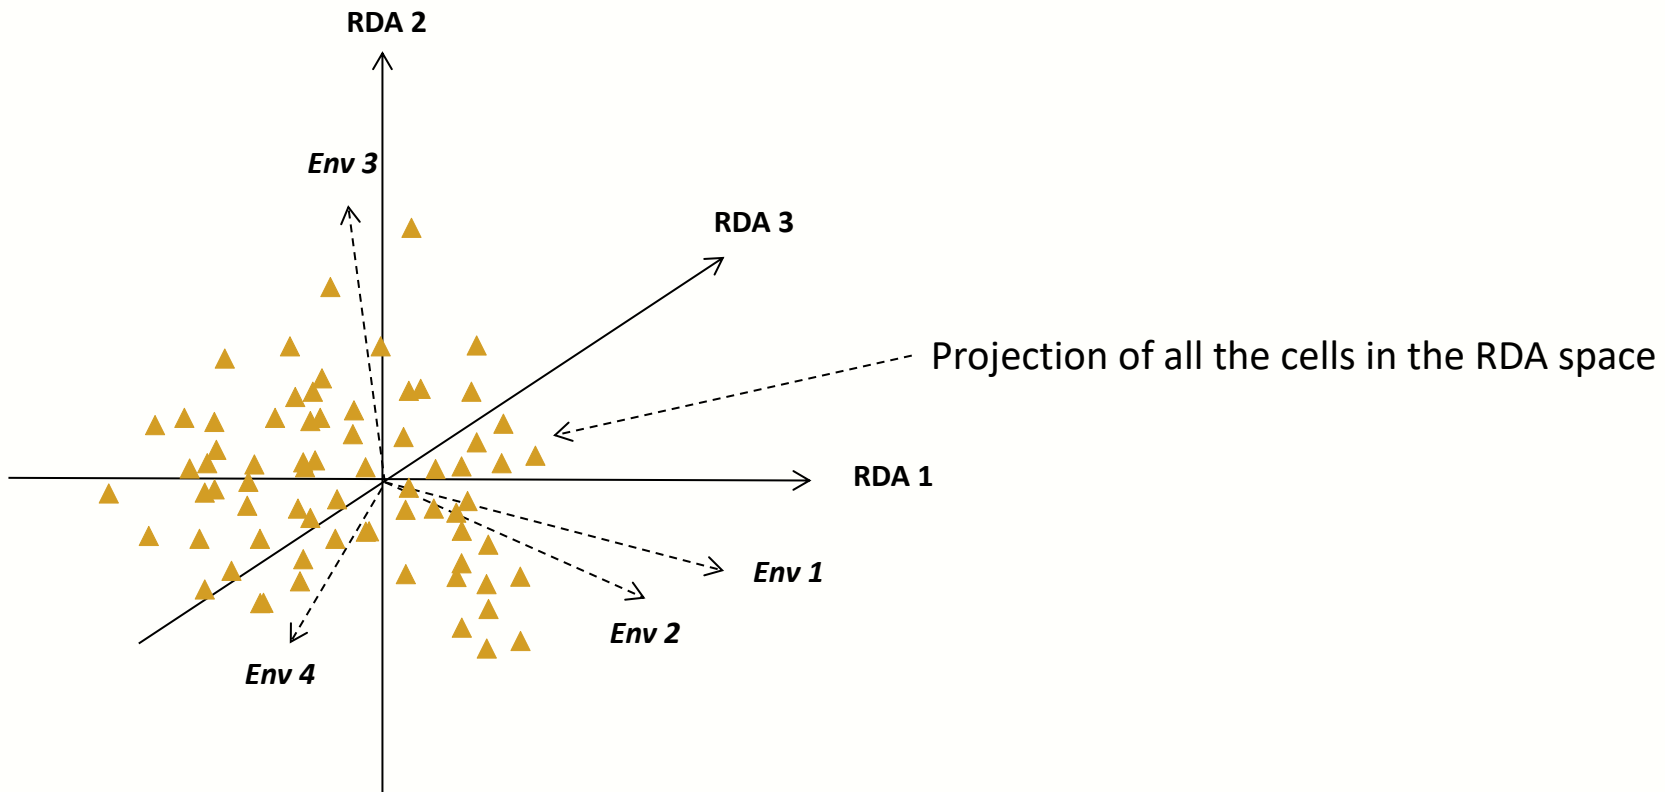 RDA 2
Env 3
RDA 3
Projection of all the cells in the RDA space
RDA 1
Env 1
Env 2
Env 4